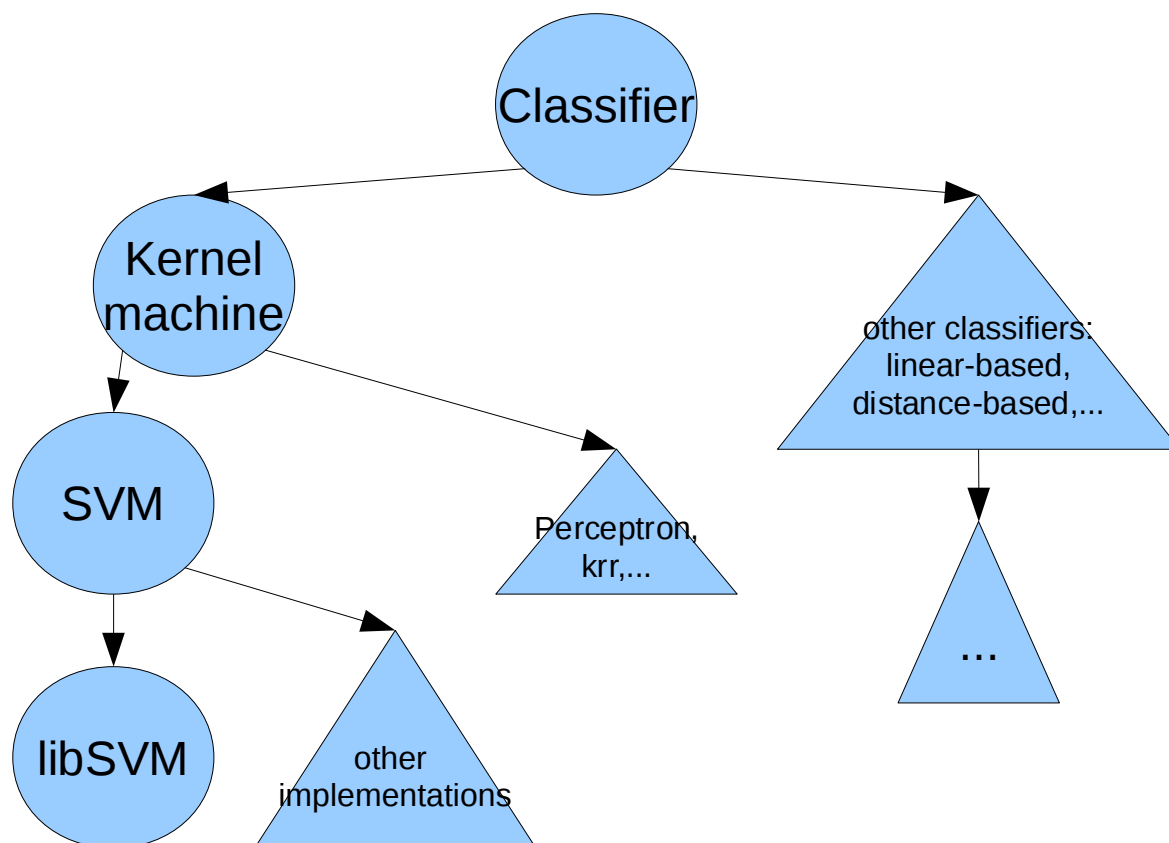 Classifier
Kernel
machine
other classifiers:
linear-based,
distance-based,...
SVM
Perceptron,
krr,...
...
libSVM
other
implementations